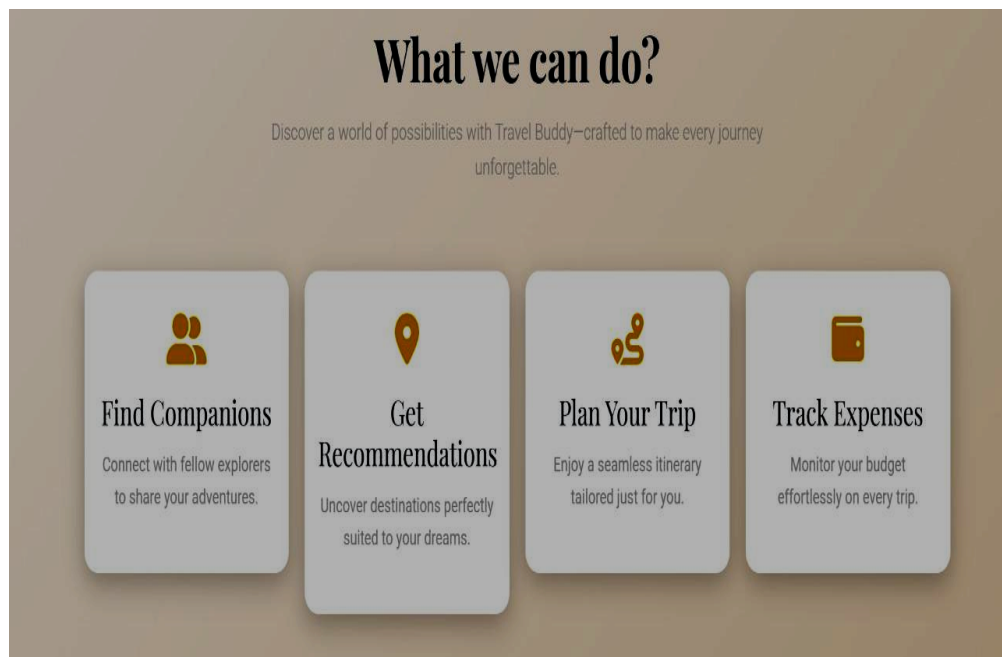 What we can do?
Discover a world of possibilities with Travel Buddy—crafted to make every journey
unforgettable.
Find Companions
Connect with fellow explorers
to share your adventures.
Get
Recommendations
Uncover destinations perfectly
suited to your dreams.
Plan Your Trip
Enjoy a seamless itinerary
tailored just for you.
Track Expenses
Monitor your budget
effortlessly on every trip.